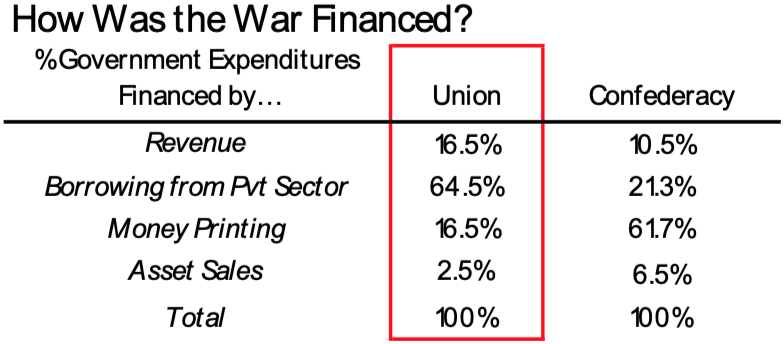 How Was the War Financed?
%Government Expenditures
Financed by… Union Confederacy
Revenue 16.5% 10.5%
Borrowing from Pvt Sector 64.5% 21.3%
Money Printing 16.5% 61.7%
Asset Sales 2.5% 6.5%
Total 100% 100%